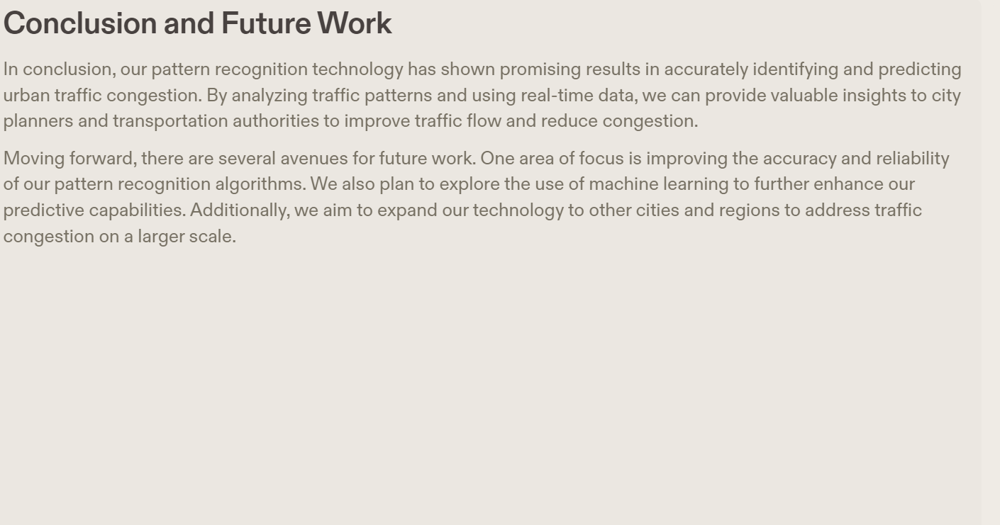 Conclusion and Future Work
In conclusion, our pattern recognition technology has shown promising results in accurately identifying and predicting
urban traffic congestion. By analyzing traffic patterns and using real-time data, we can provide valuable insights to city
planners and transportation authorities to improve traffic flow and reduce congestion.
Moving forward, there are several avenues for future work. One area of focus is improving the accuracy and reliability
of our pattern recognition algorithms. We also plan to explore the use of machine learning to further enhance our
predictive capabilities. Additionally, we aim to expand our technology to other cities and regions to address traffic
congestion on a larger scale.